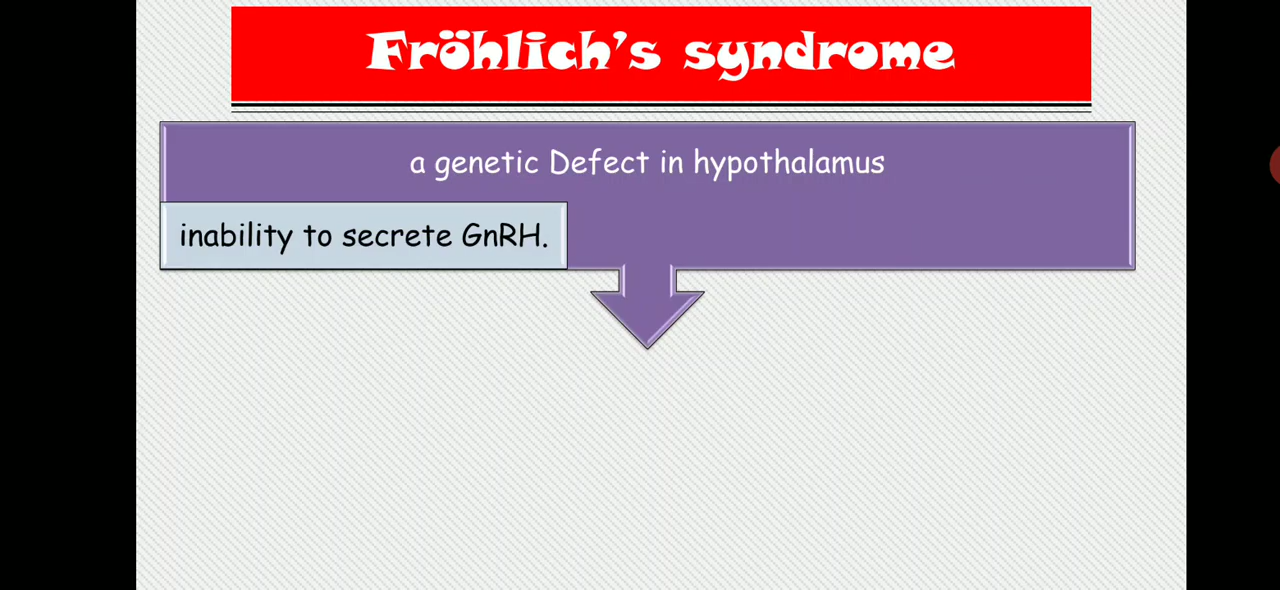 Fröhlich’s syndrome
a genetic Defect in hypothalamus
inability to secrete GnRH.